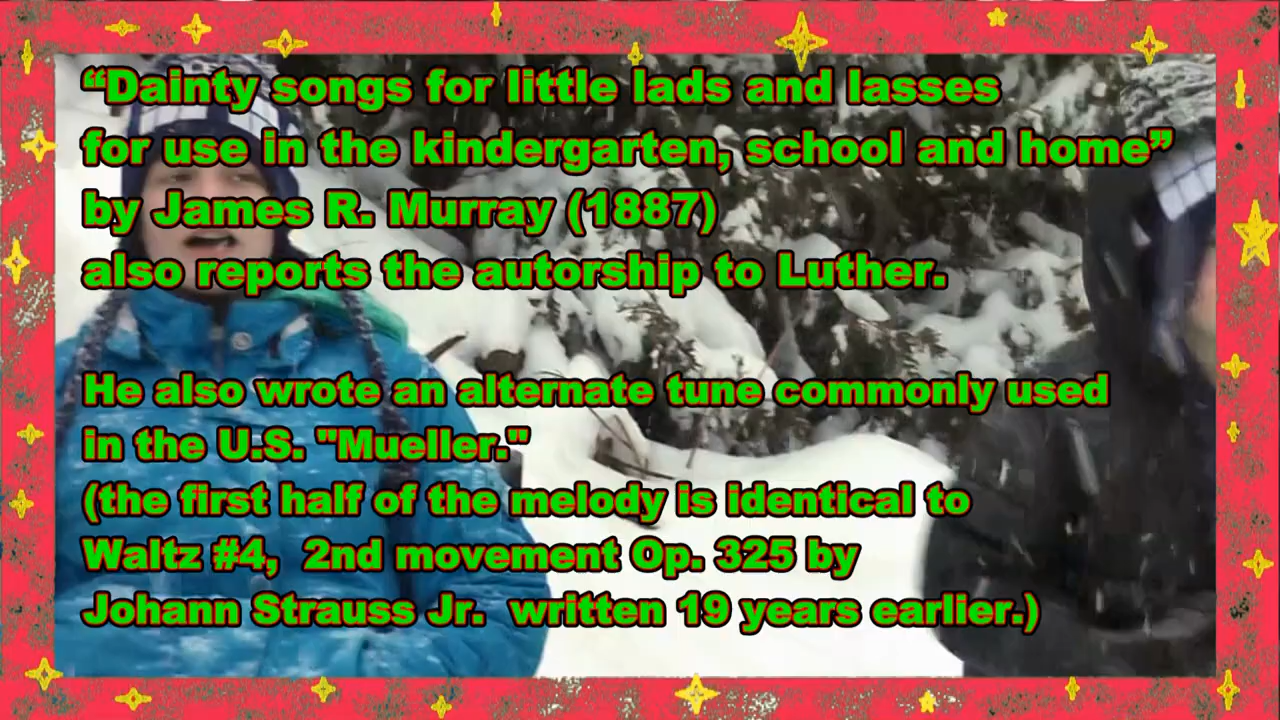 “Dainty songs for little lads and lasses
for use in the kindergarten, school and home”
by James R. Murray (1887)
also reports the autorship to Luther.
He also wrote an alternate tune commonly used
in the U.S. "Mueller."
(the first half of the melody is identical to
Waltz #4,  2nd movement Op. 325 by
Johann Strauss Jr.  written 19 years earlier.)